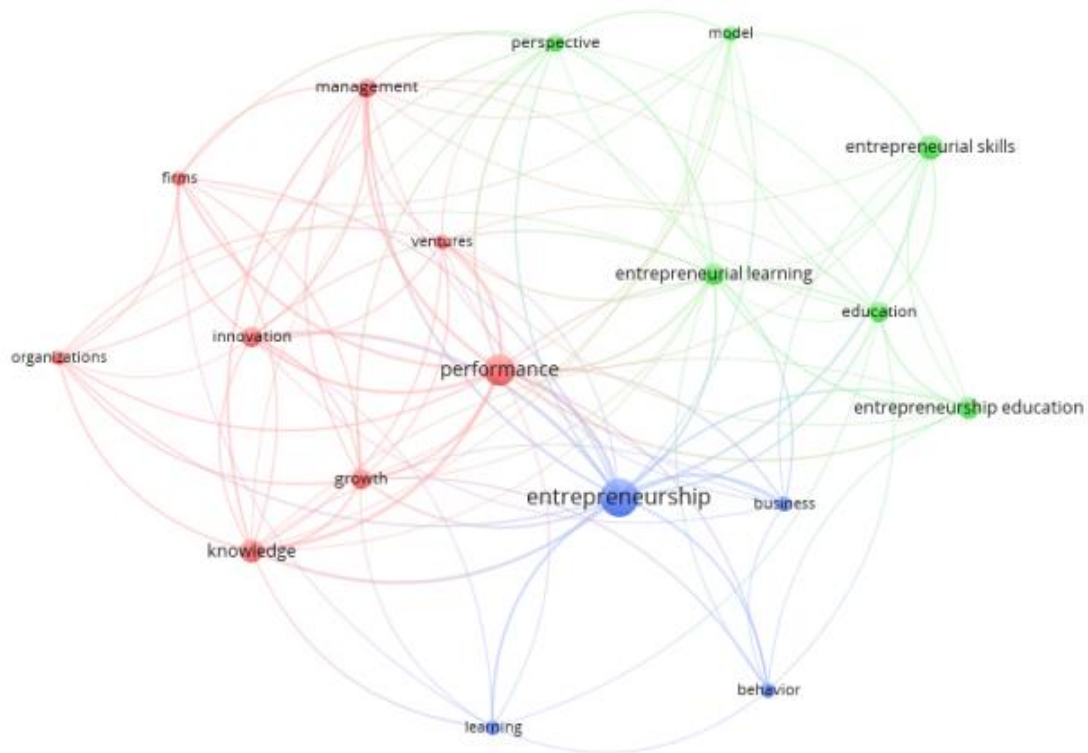 model
perspective
management
entrepreneurial skills
firms
ventures
entrepreneurial learning
education
innovation
organizations
performance
entrepreneurship education
growth
entrepreneurship
business
knowledge
behavior
learning